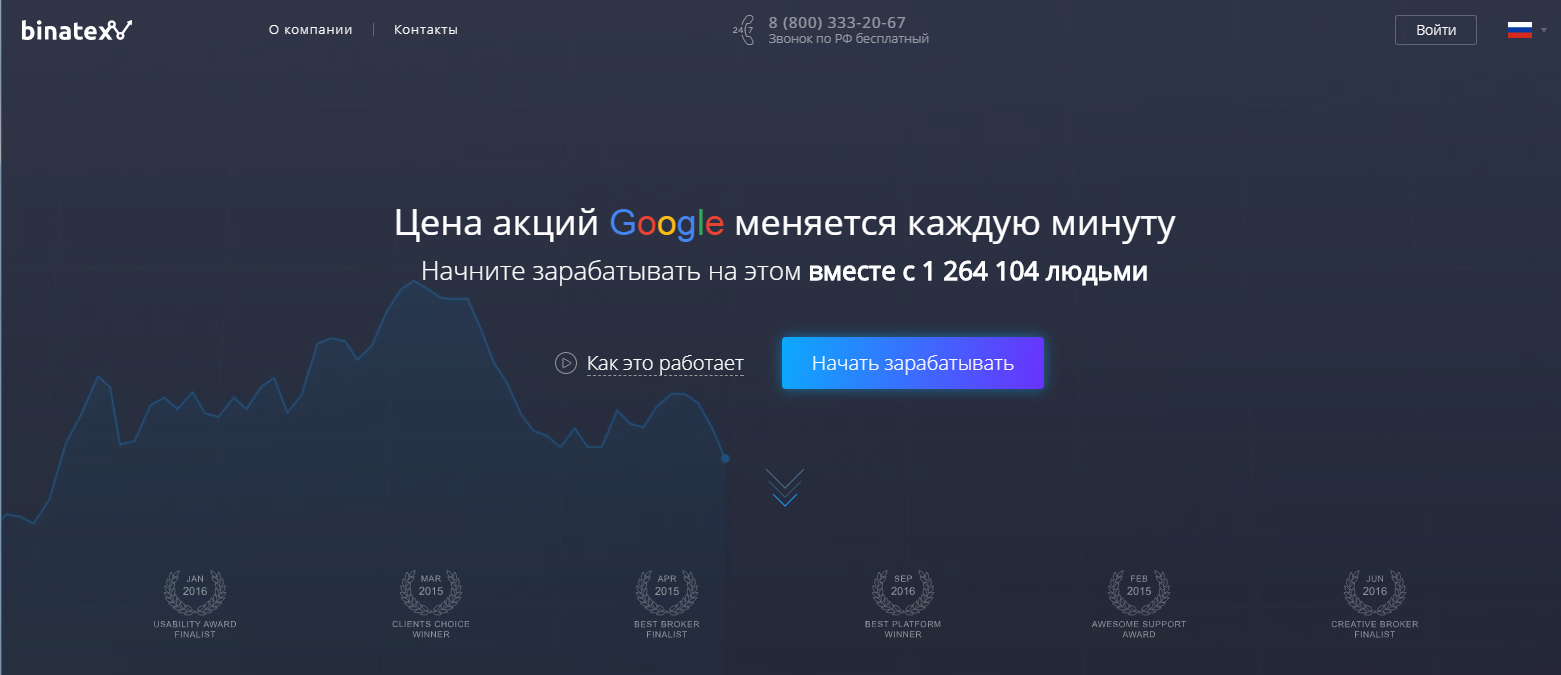 binatex
О компании
Контакты
24/7
8 (800) 333-20-67
Звонок по РФ бесплатный
Войти
Цена акций Google меняется каждую минуту
Начните зарабатывать на этом вместе с 1 264 104 людьми
Как это работает
Начать зарабатывать
JAN
2016
USABILITY AWARD
FINALIST
MAR
2015
CLIENTS CHOICE
WINNER
APR
2015
BEST BROKER
FINALIST
SEP
2016
BEST PLATFORM
WINNER
FEB
2015
AWESOME SUPPORT
AWARD
JUN
2016
CREATIVE BROKER
FINALIST